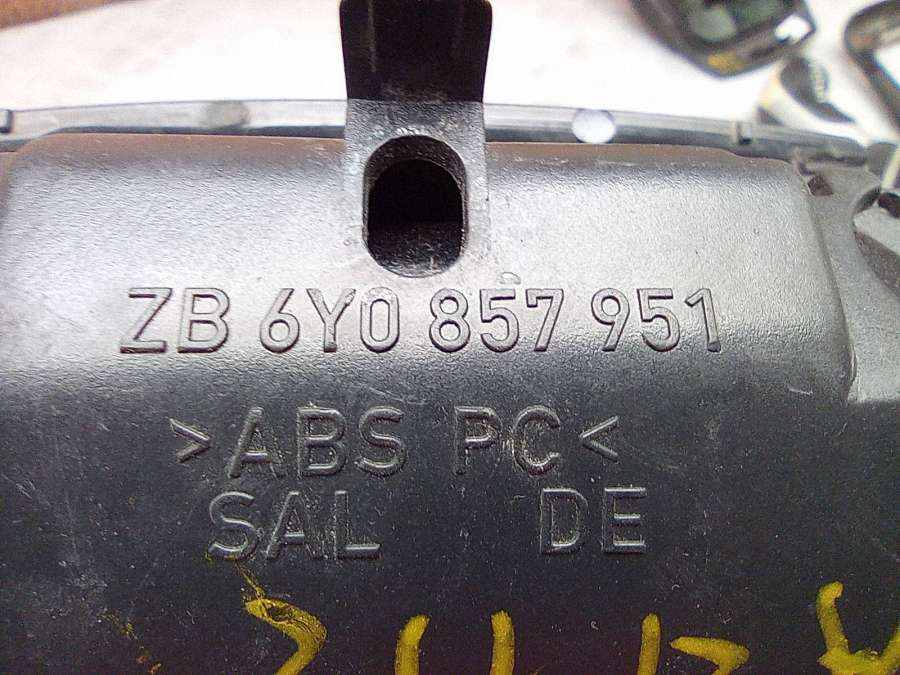 ZB 6Y0 857 951
>ABS PC<
SAL DE